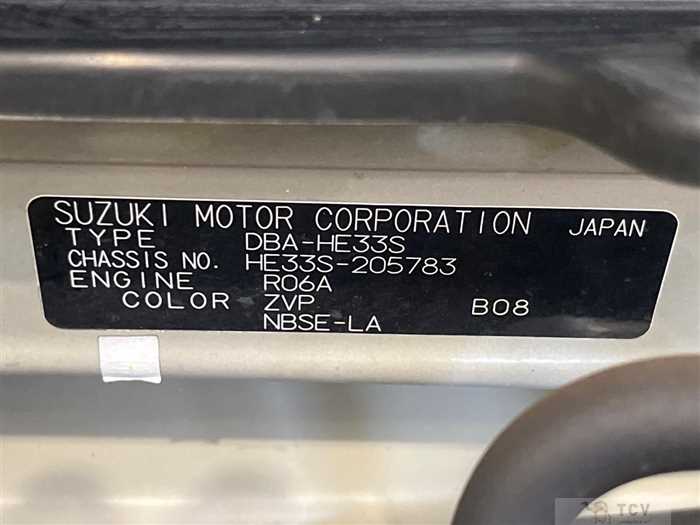 SUZUKI MOTOR CORPORATION JAPAN
TYPE DBA-HE33S
CHASSIS NO. HE33S-205783
ENGINE R06A
COLOR ZVP B08
NBSE-LA
TCV